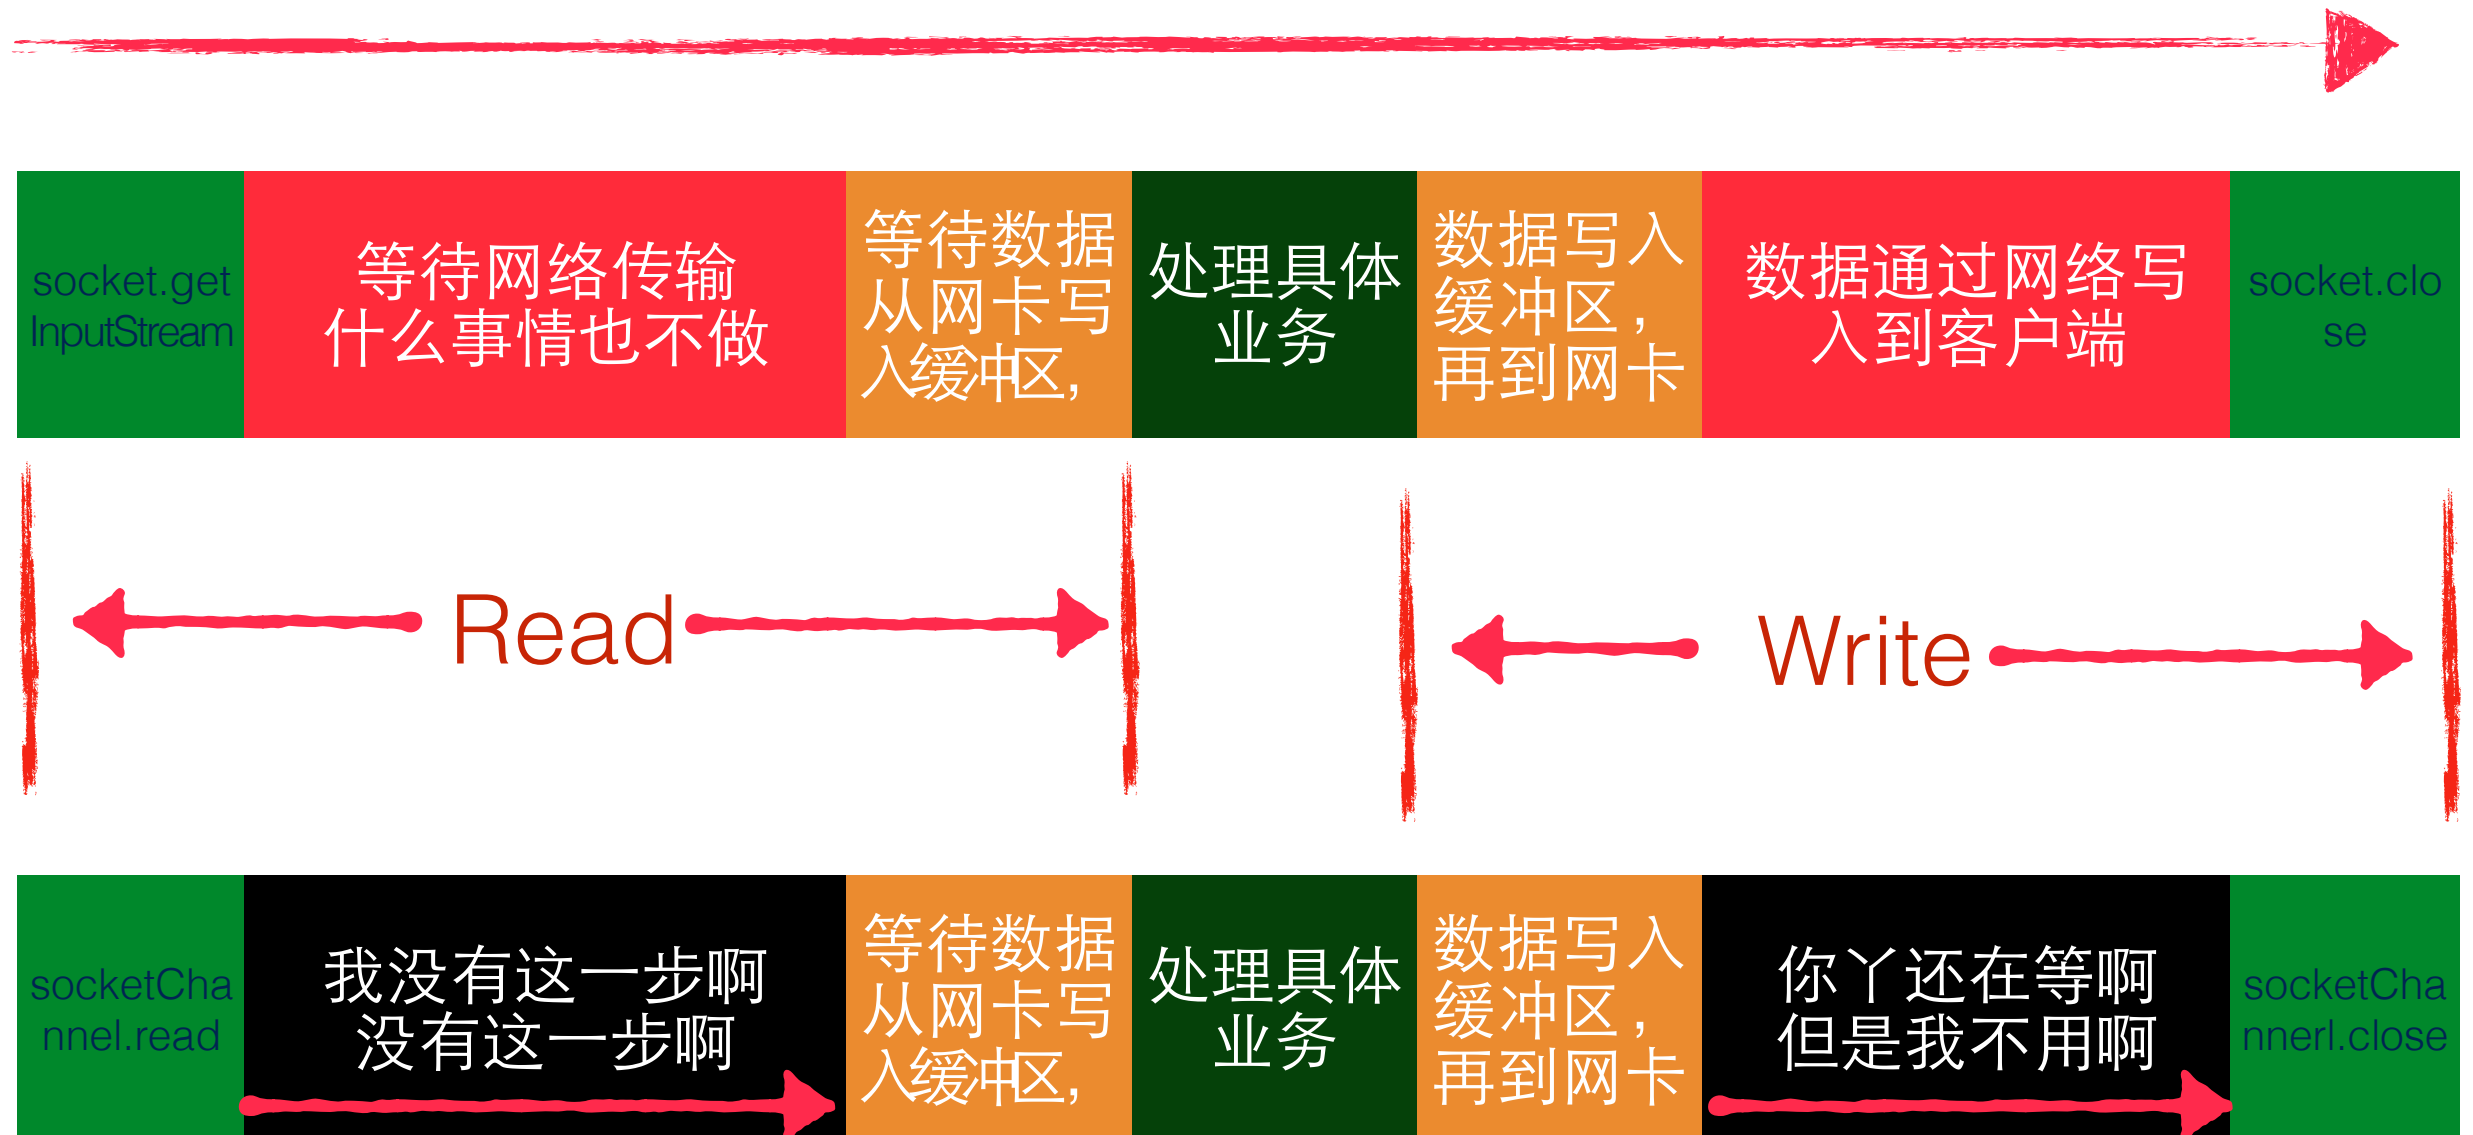 socket.get
InputStream
等待网络传输
什么事情也不做
等待数据
从网卡写
入缓冲区,
处理具体
业务
数据写入
缓冲区，
再到网卡
数据通过网络写
入到客户端
socket.clo
se
Read
Write
socketCha
nnel.read
我没有这一步啊
没有这一步啊
等待数据
从网卡写
入缓冲区,
处理具体
业务
数据写入
缓冲区，
再到网卡
你丫还在等啊
但是我不用啊
socketCha
nnerl.close